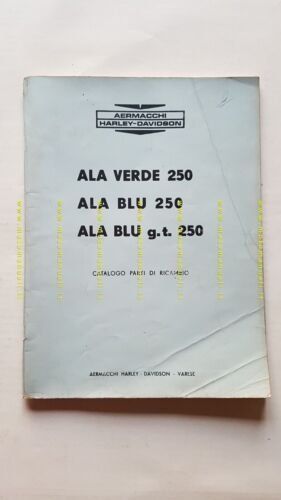 AERMACCHI
HARLEY-DAVIDSON
ALA VERDE 250
ALA BLU 250
ALA BLU g.t. 250
CATALOGO PARTI DI RICAMBIO
AERMACCHI HARLEY - DAVIDSON - VARESE